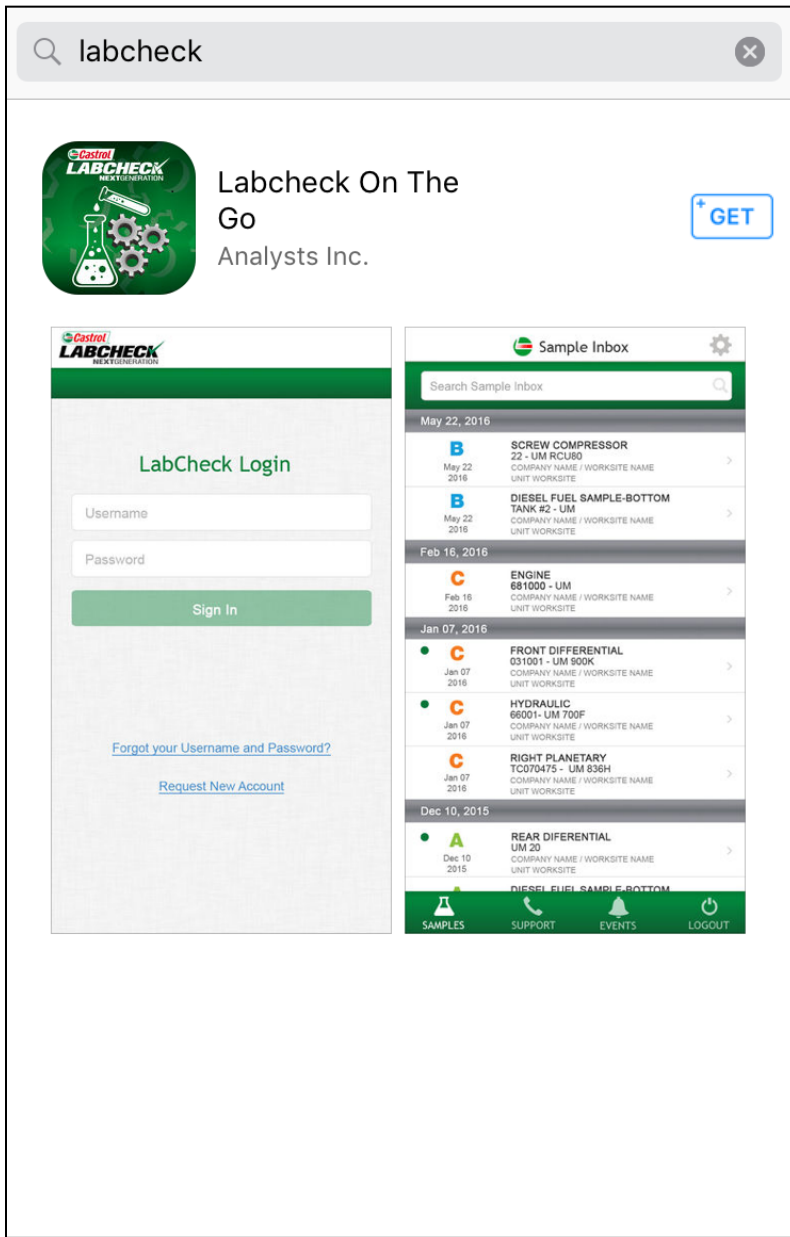 labcheck
Castrol
LABCHECK
NEXTGENERATION
Labcheck On The
Go
Analysts Inc.
+
GET
Castrol
LABCHECK
NEXTGENERATION
LabCheck Login
Username
Password
Sign In
Forgot your Username and Password?
Request New Account
Sample Inbox
Search Sample Inbox
May 22, 2016
B
May 22
2016
SCREW COMPRESSOR
22 - UM RCU80
COMPANY NAME / WORKSITE NAME
UNIT WORKSITE
B
May 22
2016
DIESEL FUEL SAMPLE-BOTTOM
TANK #2 - UM
COMPANY NAME / WORKSITE NAME
UNIT WORKSITE
Feb 16, 2016
C
Feb 16
2016
ENGINE
681000 - UM
COMPANY NAME / WORKSITE NAME
UNIT WORKSITE
Jan 07, 2016
C
Jan 07
2016
FRONT DIFFERENTIAL
031001 - UM 900K
COMPANY NAME / WORKSITE NAME
UNIT WORKSITE
C
Jan 07
2016
HYDRAULIC
66001- UM 700F
COMPANY NAME / WORKSITE NAME
UNIT WORKSITE
C
Jan 07
2016
RIGHT PLANETARY
TC070475 - UM 836H
COMPANY NAME / WORKSITE NAME
UNIT WORKSITE
Dec 10, 2015
A
Dec 10
2015
REAR DIFERENTIAL
UM 20
COMPANY NAME / WORKSITE NAME
UNIT WORKSITE
A
DIESEL FUEL SAMPLE-BOTTOM
SAMPLES
SUPPORT
EVENTS
LOGOUT